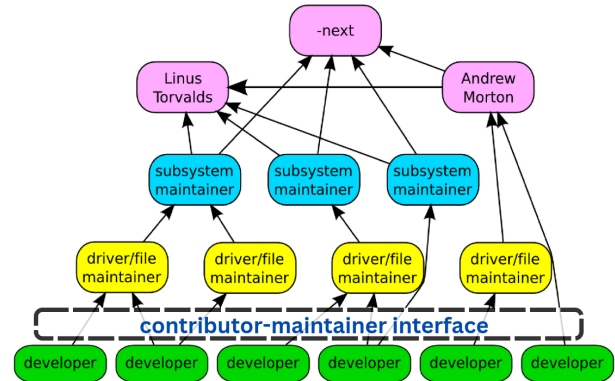 -next
Linus
Torvalds
Andrew
Morton
subsystem
maintainer
subsystem
maintainer
subsystem
maintainer
driver/file
maintainer
driver/file
maintainer
driver/file
maintainer
driver/file
maintainer
contributor-maintainer interface
developer
developer
developer
developer
developer
developer